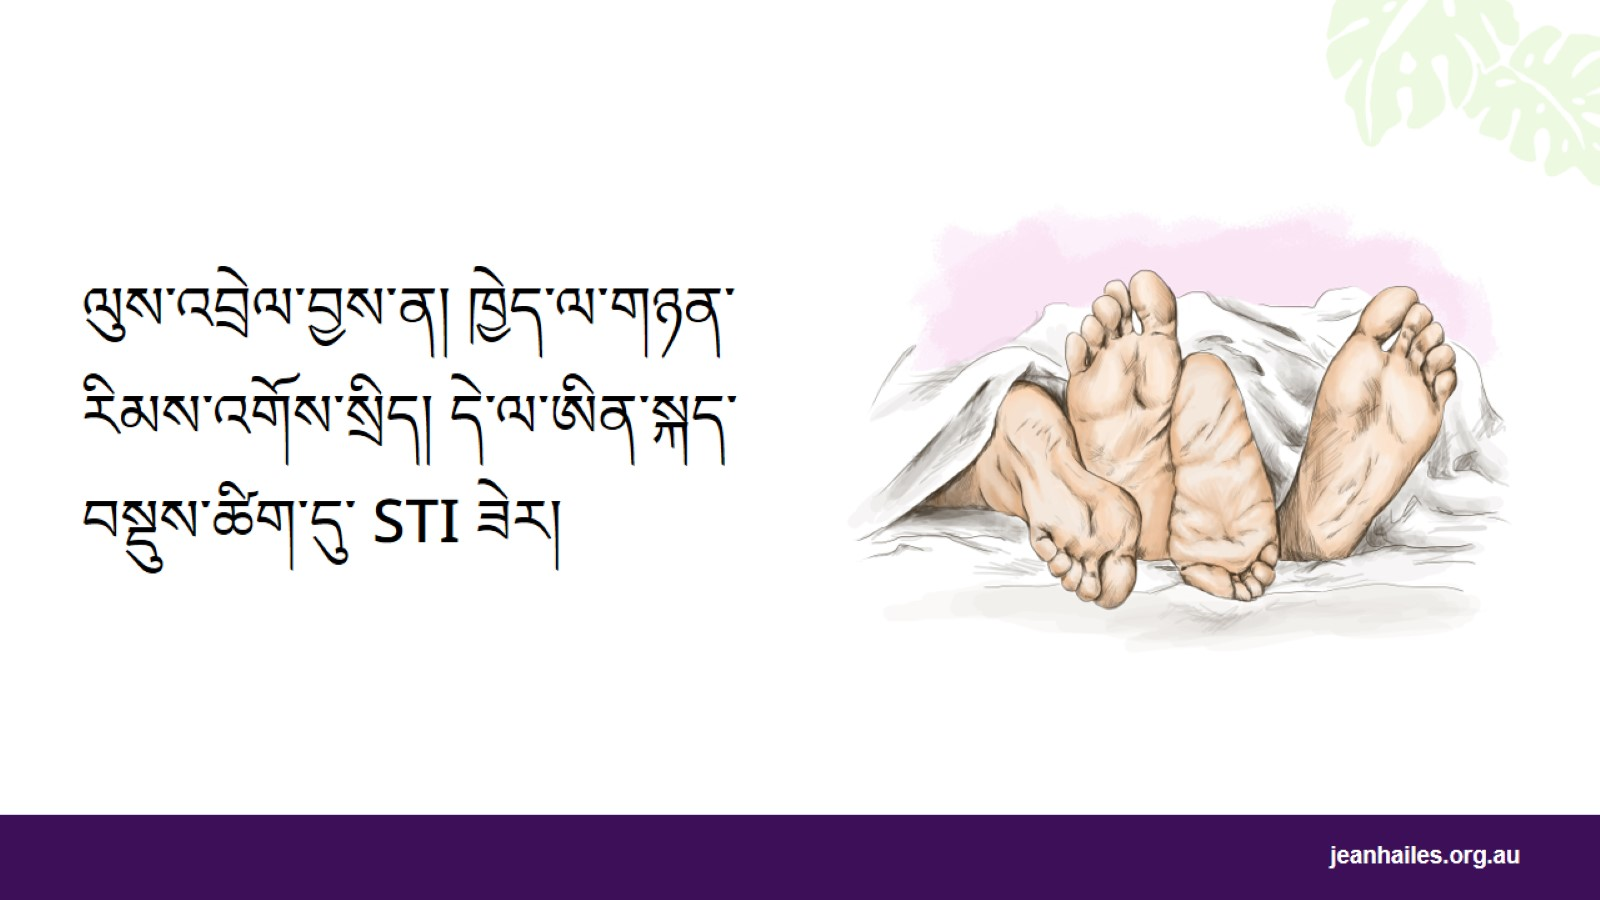 ལུས་འབྲེལ་བྱས་ན། ཁྱེད་ལ་གཉན་
རིམས་འགོས་སྲིད། དེ་ལ་ཨིན་སྐད་
བསྡུས་ཚིག་ཏུ་ STI ཟེར།
jeanhailes.org.au